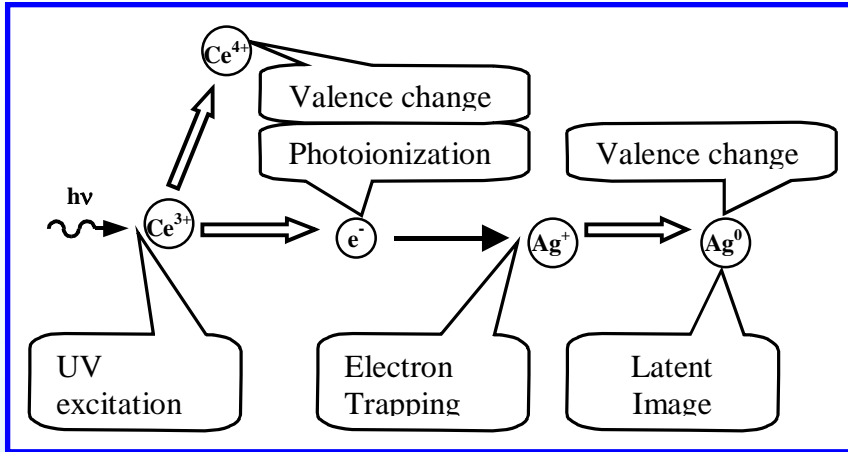 Ce⁴⁺
Valence change
Photoionization
Valence change
hν
Ce³⁺
e⁻
Ag⁺
Ag⁰
UV
excitation
Electron
Trapping
Latent
Image